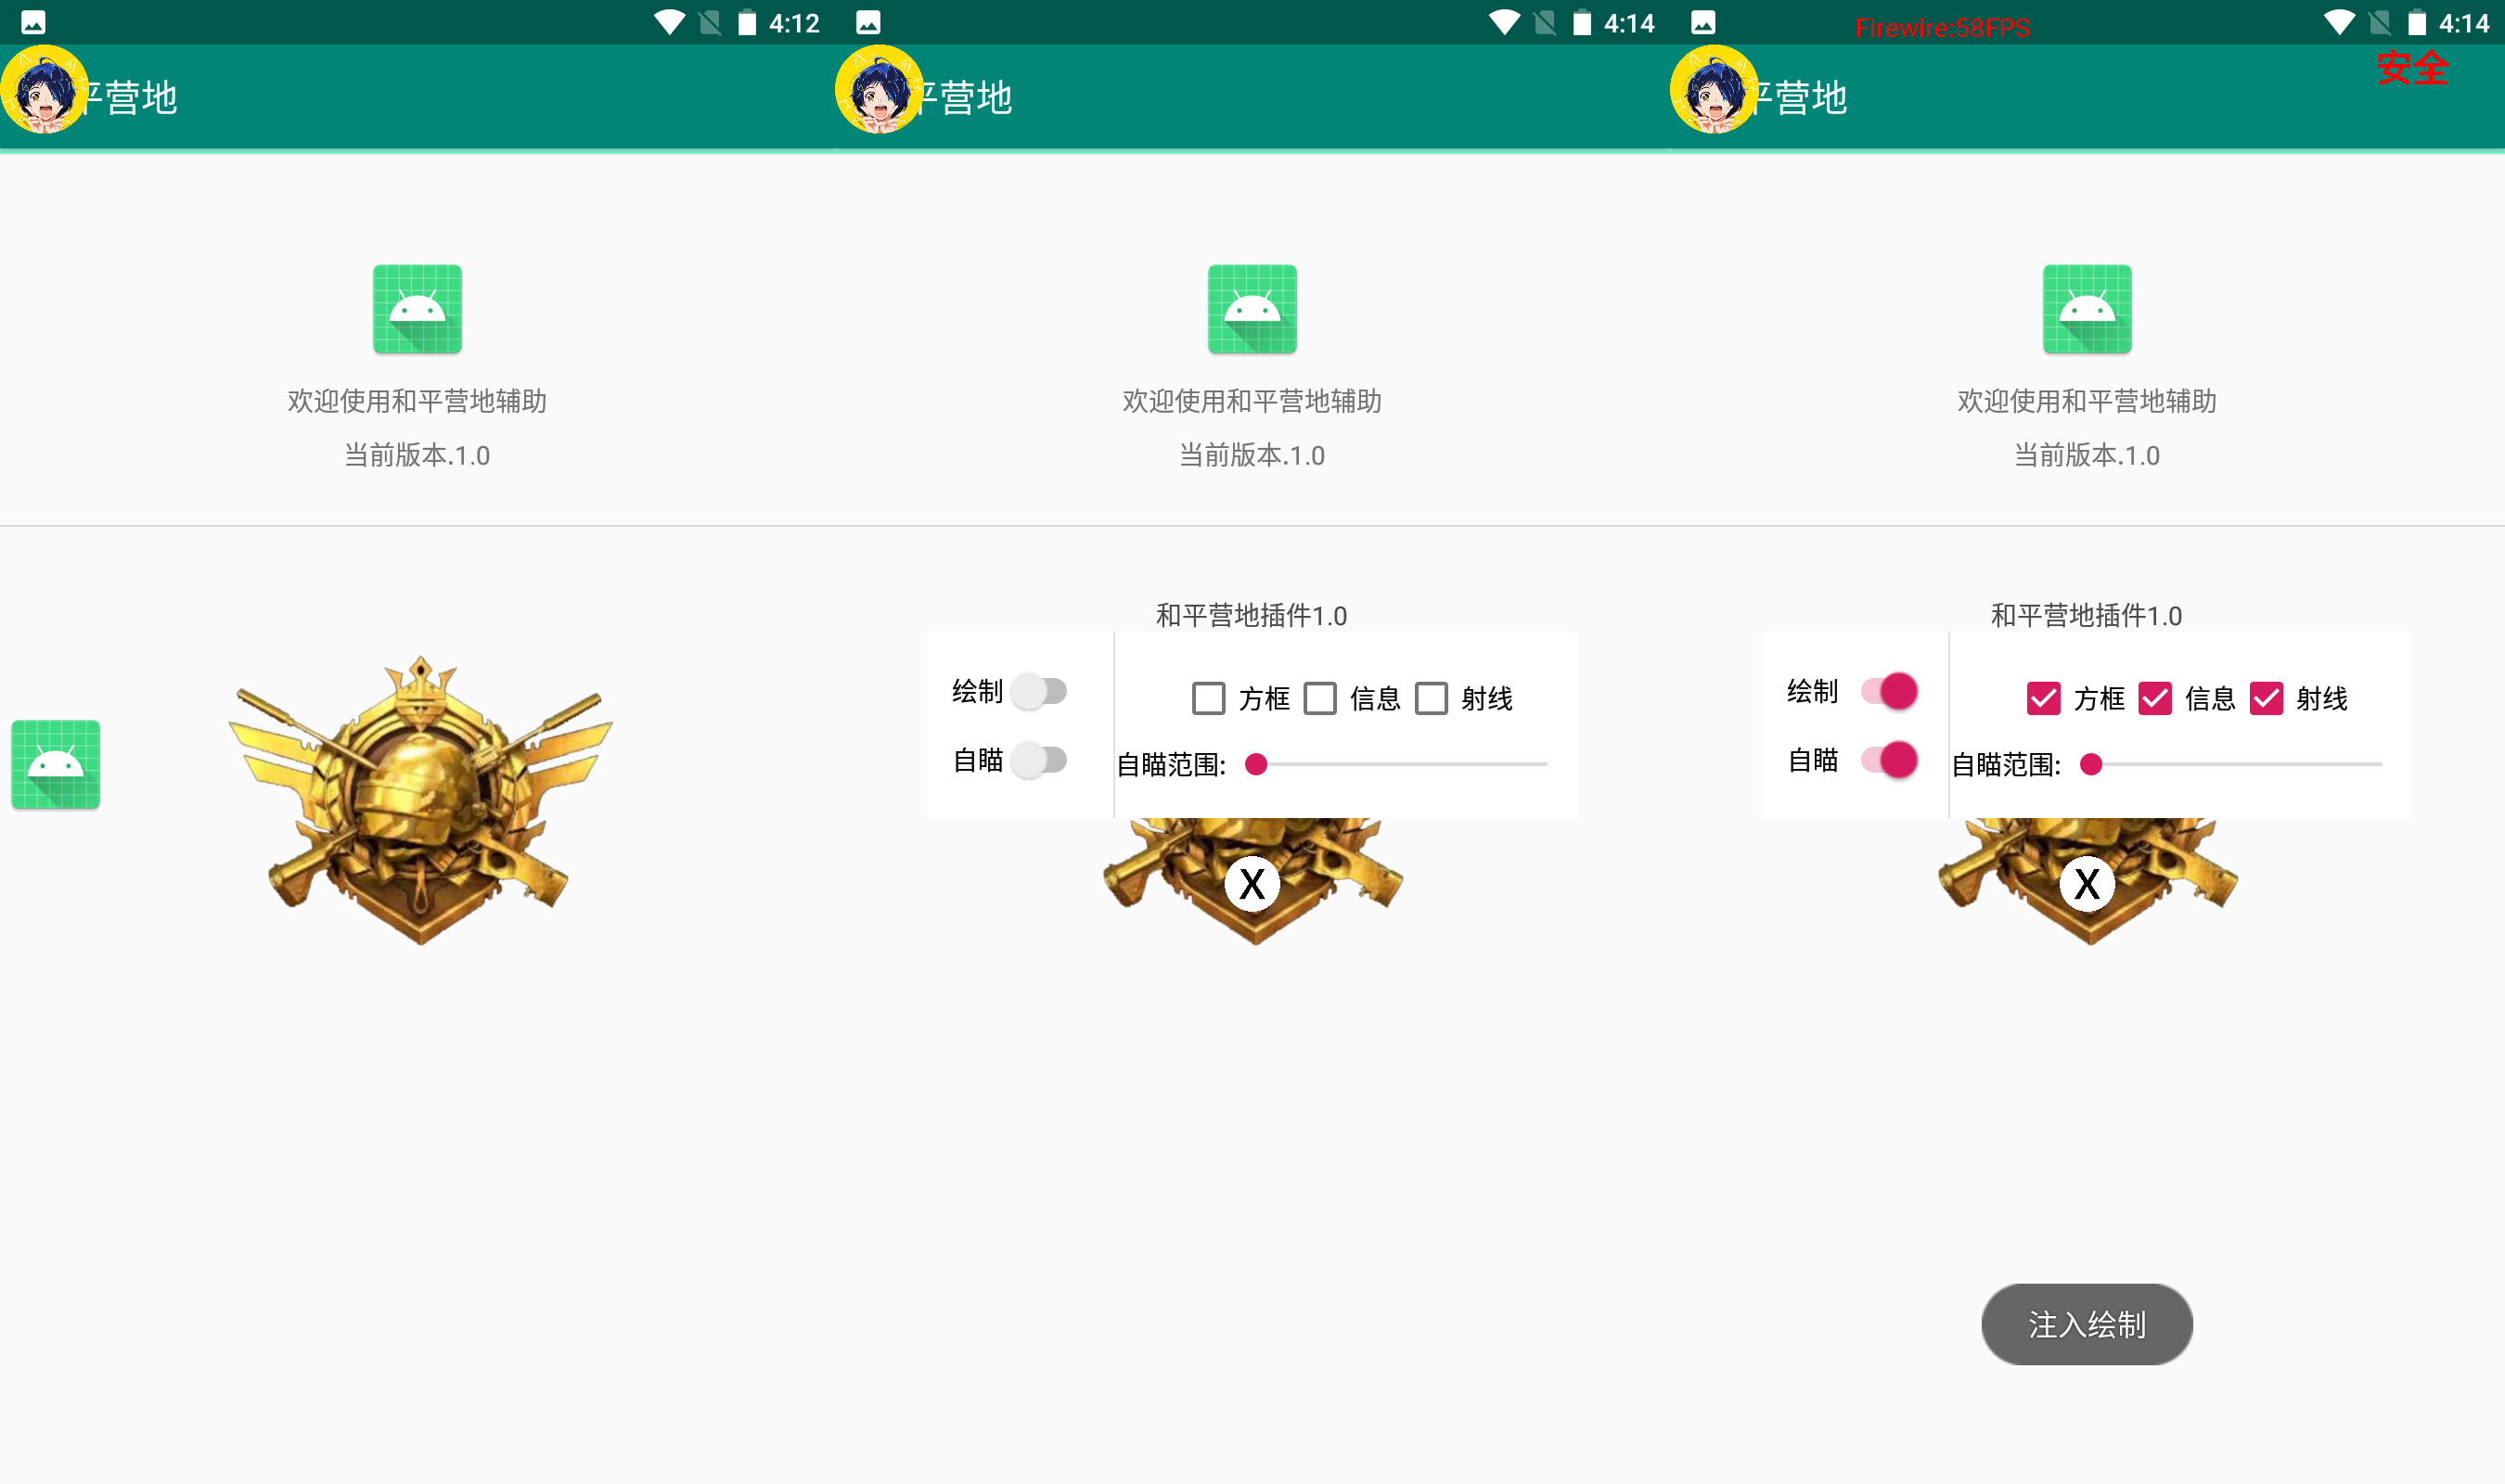 4:12
平营地
欢迎使用和平营地辅助
当前版本.1.0
4:14
平营地
欢迎使用和平营地辅助
当前版本.1.0
和平营地插件1.0
绘制
方框 信息 射线
自瞄
自瞄范围:
X
Firewire:58FPS
4:14
安全
平营地
欢迎使用和平营地辅助
当前版本.1.0
和平营地插件1.0
绘制
方框 信息 射线
自瞄
自瞄范围:
X
注入绘制